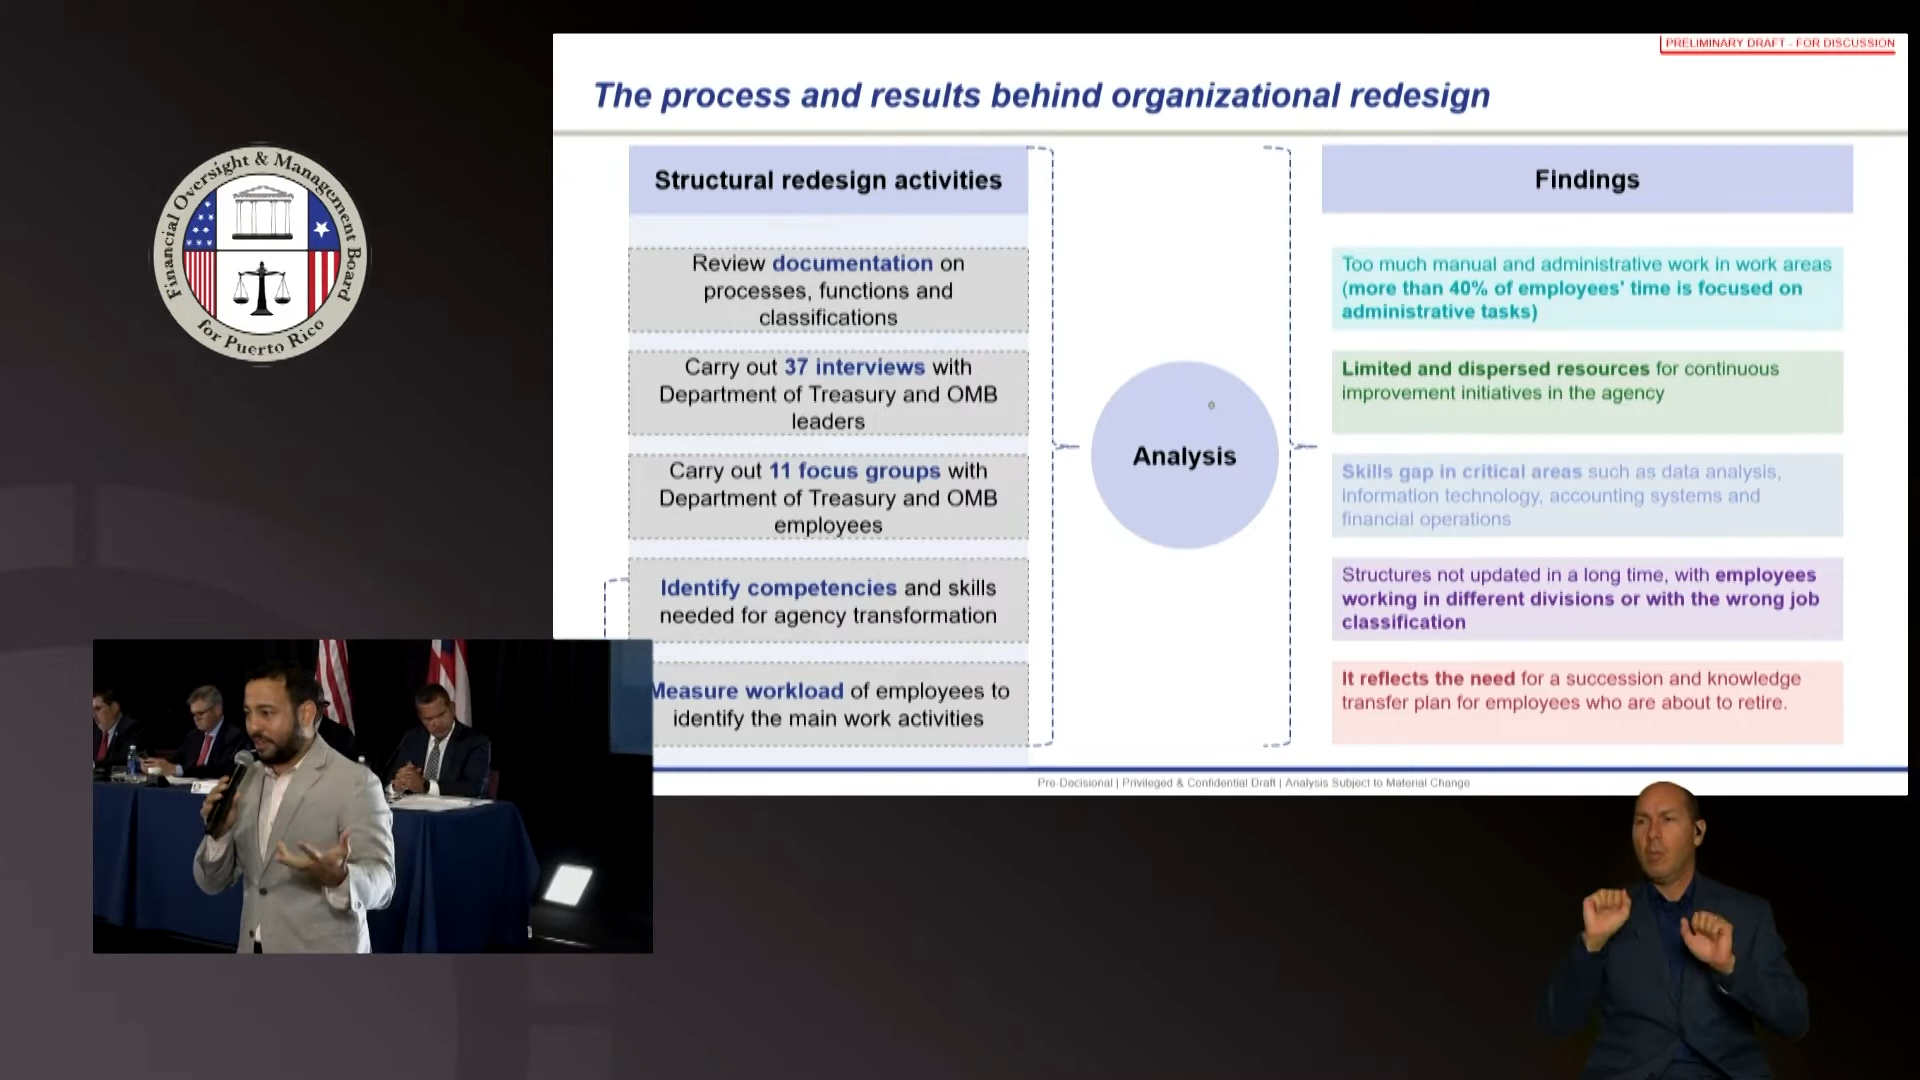 Financial Oversight & Management Board
for Puerto Rico
PRELIMINARY DRAFT - FOR DISCUSSION
The process and results behind organizational redesign
Structural redesign activities
Review documentation on
processes, functions and
classifications
Carry out 37 interviews with
Department of Treasury and OMB
leaders
Carry out 11 focus groups with
Department of Treasury and OMB
employees
Identify competencies and skills
needed for agency transformation
Measure workload of employees to
identify the main work activities
Analysis
Findings
Too much manual and administrative work in work areas
(more than 40% of employees' time is focused on
administrative tasks)
Limited and dispersed resources for continuous
improvement initiatives in the agency
Skills gap in critical areas such as data analysis,
information technology, accounting systems and
financial operations
Structures not updated in a long time, with employees
working in different divisions or with the wrong job
classification
It reflects the need for a succession and knowledge
transfer plan for employees who are about to retire.
Pre-Decisional | Privileged & Confidential Draft | Analysis Subject to Material Change